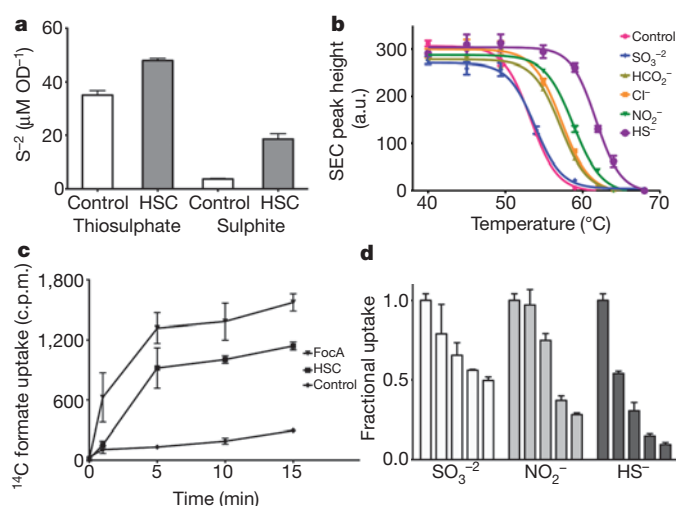 a
S⁻² (µM OD⁻¹)
60
40
20
0
Control HSC Control HSC
Thiosulphate Sulphite
b
SEC peak height
(a.u.)
300
200
100
0
40 50 60 70
Temperature (°C)
Control
SO₃⁻²
HCO₂⁻
Cl⁻
NO₂⁻
HS⁻
c
¹⁴C formate uptake (c.p.m.)
1,800
1,200
600
0
0 5 10 15
Time (min)
FocA
HSC
Control
d
Fractional uptake
1.0
0.5
0.0
SO₃⁻² NO₂⁻ HS⁻